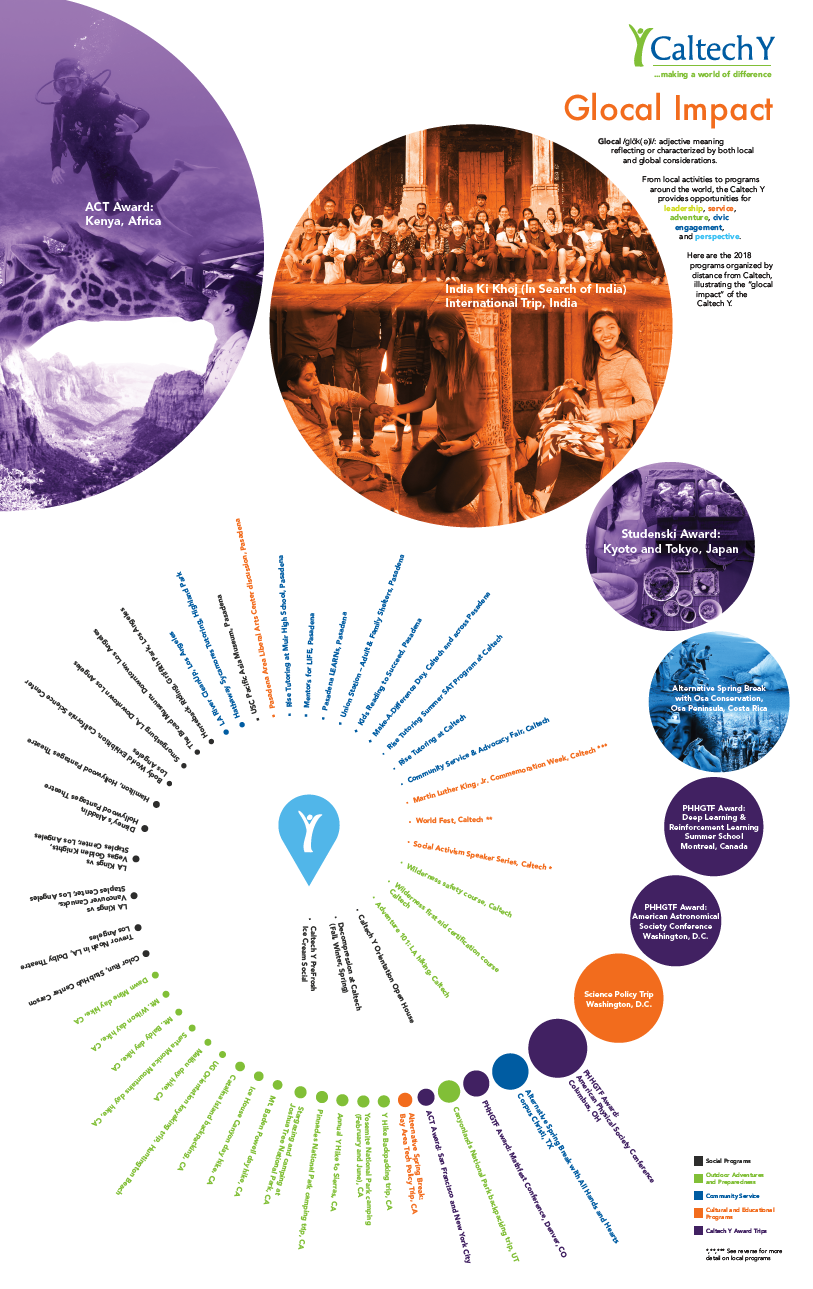 CaltechY
...making a world of difference
Glocal Impact
Glocal /glōk(ə)l/: adjective meaning
reflecting or characterized by both local
and global considerations.
From local activities to programs
around the world, the Caltech Y
provides opportunities for
leadership, service,
adventure, civic
engagement,
and perspective.
Here are the 2018
programs organized by
distance from Caltech,
illustrating the “glocal
impact” of the
Caltech Y.
ACT Award:
Kenya, Africa
India Ki Khoj (In Search of India)
International Trip, India
Studenski Award:
Kyoto and Tokyo, Japan
Alternative Spring Break
with Osa Conservation,
Osa Peninsula, Costa Rica
PHHGTF Award:
Deep Learning &
Reinforcement Learning
Summer School
Montreal, Canada
PHHGTF Award:
American Astronomical
Society Conference
Washington, D.C.
Science Policy Trip
Washington, D.C.
PHHGTF Award:
American Physical Society Conference
Columbus, OH
Alternative Spring Break with All Hands and Hearts
Corpus Christi, TX
PHHGTF Award: Mathfest Conference, Denver, CO
Canyonlands National Park backpacking trip, UT
ACT Award: San Francisco and New York City
Alternative Spring Break:
Bay Area Tech Policy Trip, CA
Y Hike Backpacking trip, CA
Yosemite National Park camping
(February and June), CA
Annual Y Hike to Sierras, CA
Pinnacles National Park camping trip, CA
Stargazing and camping at
Joshua Tree National Park, CA
Mt. Baden Powell day hike, CA
Ice House Canyon day hike, CA
Catalina Island backpacking, CA
UG Orientation kayaking trip, Huntington Beach
Malibu day hike, CA
Santa Monica Mountains day hike, CA
Mt. Baldy day hike, CA
Mt. Wilson day hike, CA
Dawn Mine day hike, CA
Color Run, StubHub Center Carson
Trevor Noah in LA, Dolby Theatre
Los Angeles
LA Kings vs
Vancouver Canucks,
Staples Center, Los Angeles
LA Kings vs
Vegas Golden Knights,
Staples Center, Los Angeles
Disney's Aladdin
Hollywood Pantages Theatre
Hamilton, Hollywood Pantages Theatre
Body World Exhibition, California Science Center
Los Angeles
Smorgasburg LA, Downtown Los Angeles
The Broad Museum, Downtown, Los Angeles
Horseback Riding, Griffith Park, Los Angeles
LA River CleanUp, Los Angeles
Hathaway Sycamores Tutoring, Highland Park
USC Pacific Asia Museum, Pasadena
Pasadena Area Liberal Arts Center discussion, Pasadena
Rise Tutoring at Muir High School, Pasadena
Mentors for LIFE, Pasadena
Pasadena LEARNs, Pasadena
Union Station – Adult & Family Shelters, Pasadena
Kids Reading to Succeed, Pasadena
Make-A-Difference Day, Caltech and across Pasadena
Rise Tutoring Summer SAT Program at Caltech
Rise Tutoring at Caltech
Community Service & Advocacy Fair, Caltech
Martin Luther King, Jr. Commemoration Week, Caltech ***
World Fest, Caltech **
Social Activism Speaker Series, Caltech *
Wilderness safety course, Caltech
Wilderness first aid certification course
Caltech
Adventure 101: LA hiking, Caltech
Caltech Y Orientation Open House
Decompression at Caltech
(Fall, Winter, Spring)
Caltech Y PreFrosh
Ice Cream Social
Social Programs
Outdoor Adventures
and Preparedness
Community Service
Cultural and Educational
Programs
Caltech Y Award Trips
*,**,*** See reverse for more
detail on local programs